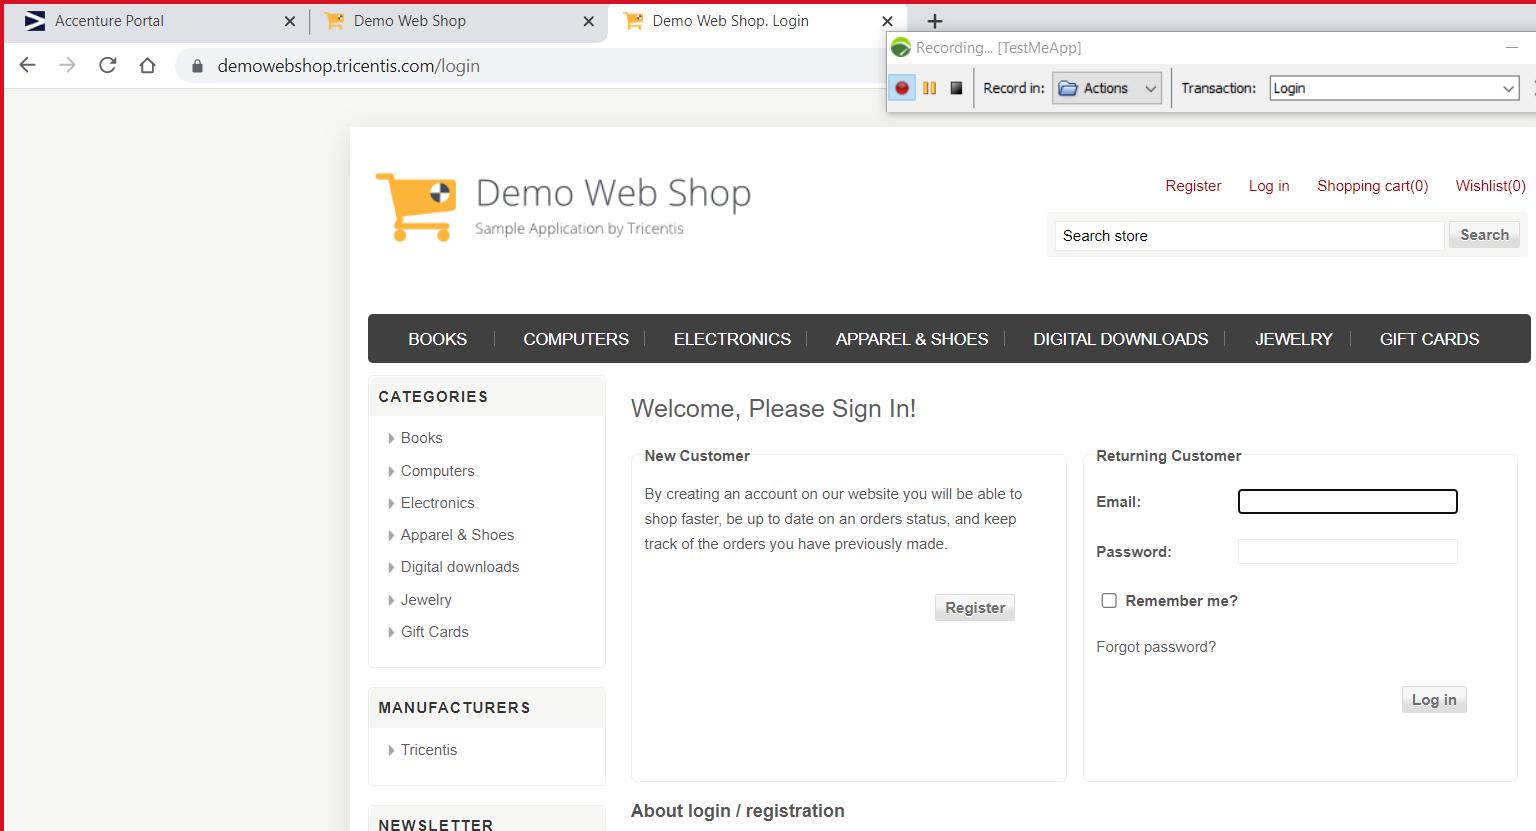 Accenture Portal
Demo Web Shop
Demo Web Shop. Login
demowebshop.tricentis.com/login
Recording... [TestMeApp]
Record in: Actions Transaction: Login
Demo Web Shop
Sample Application by Tricentis
Register Log in Shopping cart(0) Wishlist(0)
Search store Search
BOOKS COMPUTERS ELECTRONICS APPAREL & SHOES DIGITAL DOWNLOADS JEWELRY GIFT CARDS
CATEGORIES
Books
Computers
Electronics
Apparel & Shoes
Digital downloads
Jewelry
Gift Cards
MANUFACTURERS
Tricentis
NEWSLETTER
Welcome, Please Sign In!
New Customer
By creating an account on our website you will be able to
shop faster, be up to date on an orders status, and keep
track of the orders you have previously made.
Register
Returning Customer
Email:
Password:
Remember me?
Forgot password?
Log in
About login / registration